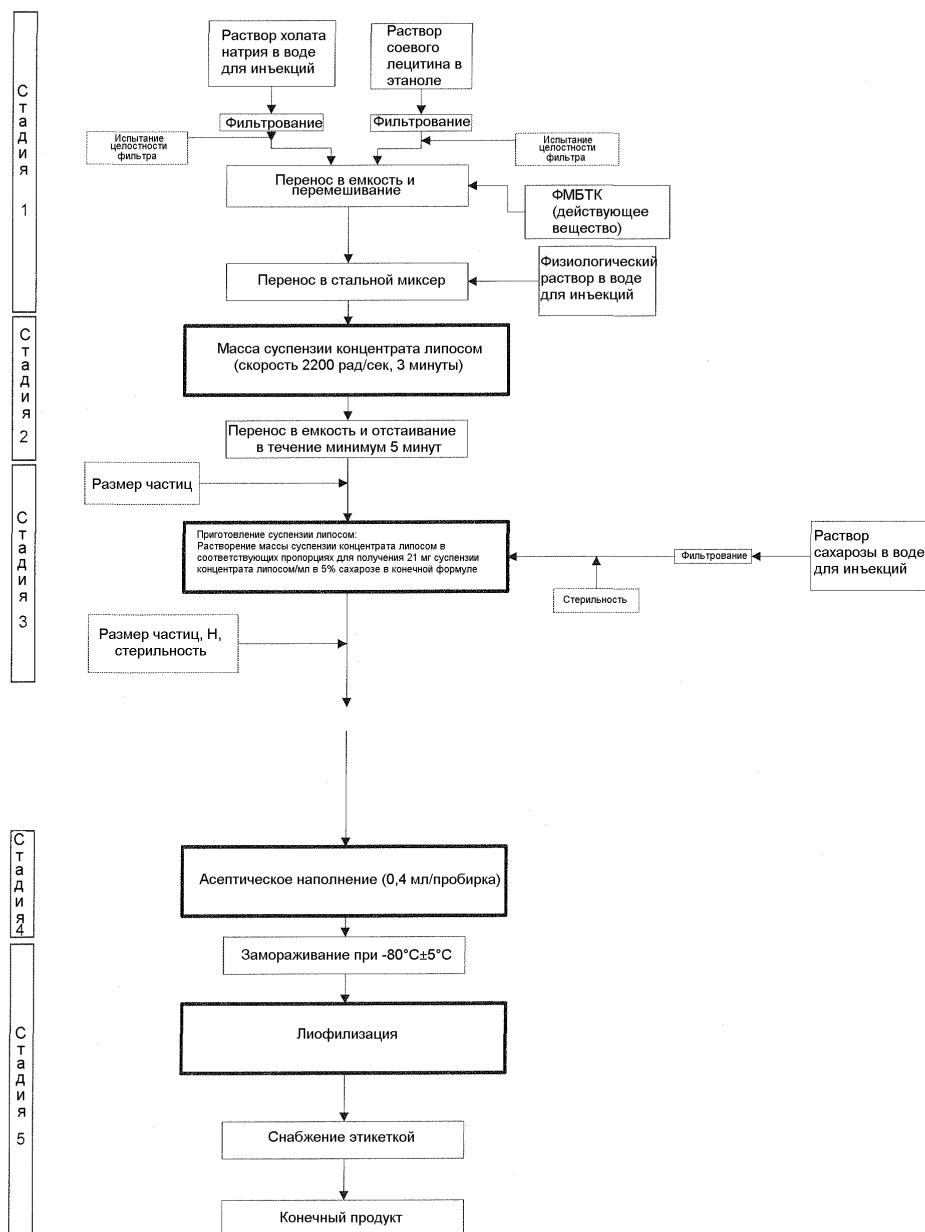 Стадия 1
Раствор холата
натрия в воде
для инъекций
Раствор
соевого
лецитина в
этаноле
Фильтрование
Фильтрование
Испытание
целостности
фильтра
Испытание
целостности
фильтра
Перенос в емкость и
перемешивание
ФМБТК
(действующее
вещество)
Перенос в стальной миксер
Физиологический
раствор в воде
для инъекций
Стадия 2
Масса суспензии концентрата липосом
(скорость 2200 рад/сек, 3 минуты)
Перенос в емкость и отстаивание
в течение минимум 5 минут
Стадия 3
Размер частиц
Приготовление суспензии липосом:
Расторение массы суспензии концентрата липосом в
соответствующих пропорциях для получения 21 мг суспензии
концентрата липосом/мл в 5% сахарозе в конечной формуле
Фильтрование
Раствор
сахарозы в воде
для инъекций
Стерильность
Размер частиц, Н,
стерильность
Стадия 4
Асептическое наполнение (0,4 мл/пробирка)
Стадия 5
Замораживание при -80°С±5°С
Лиофилизация
Снабжение этикеткой
Конечный продукт